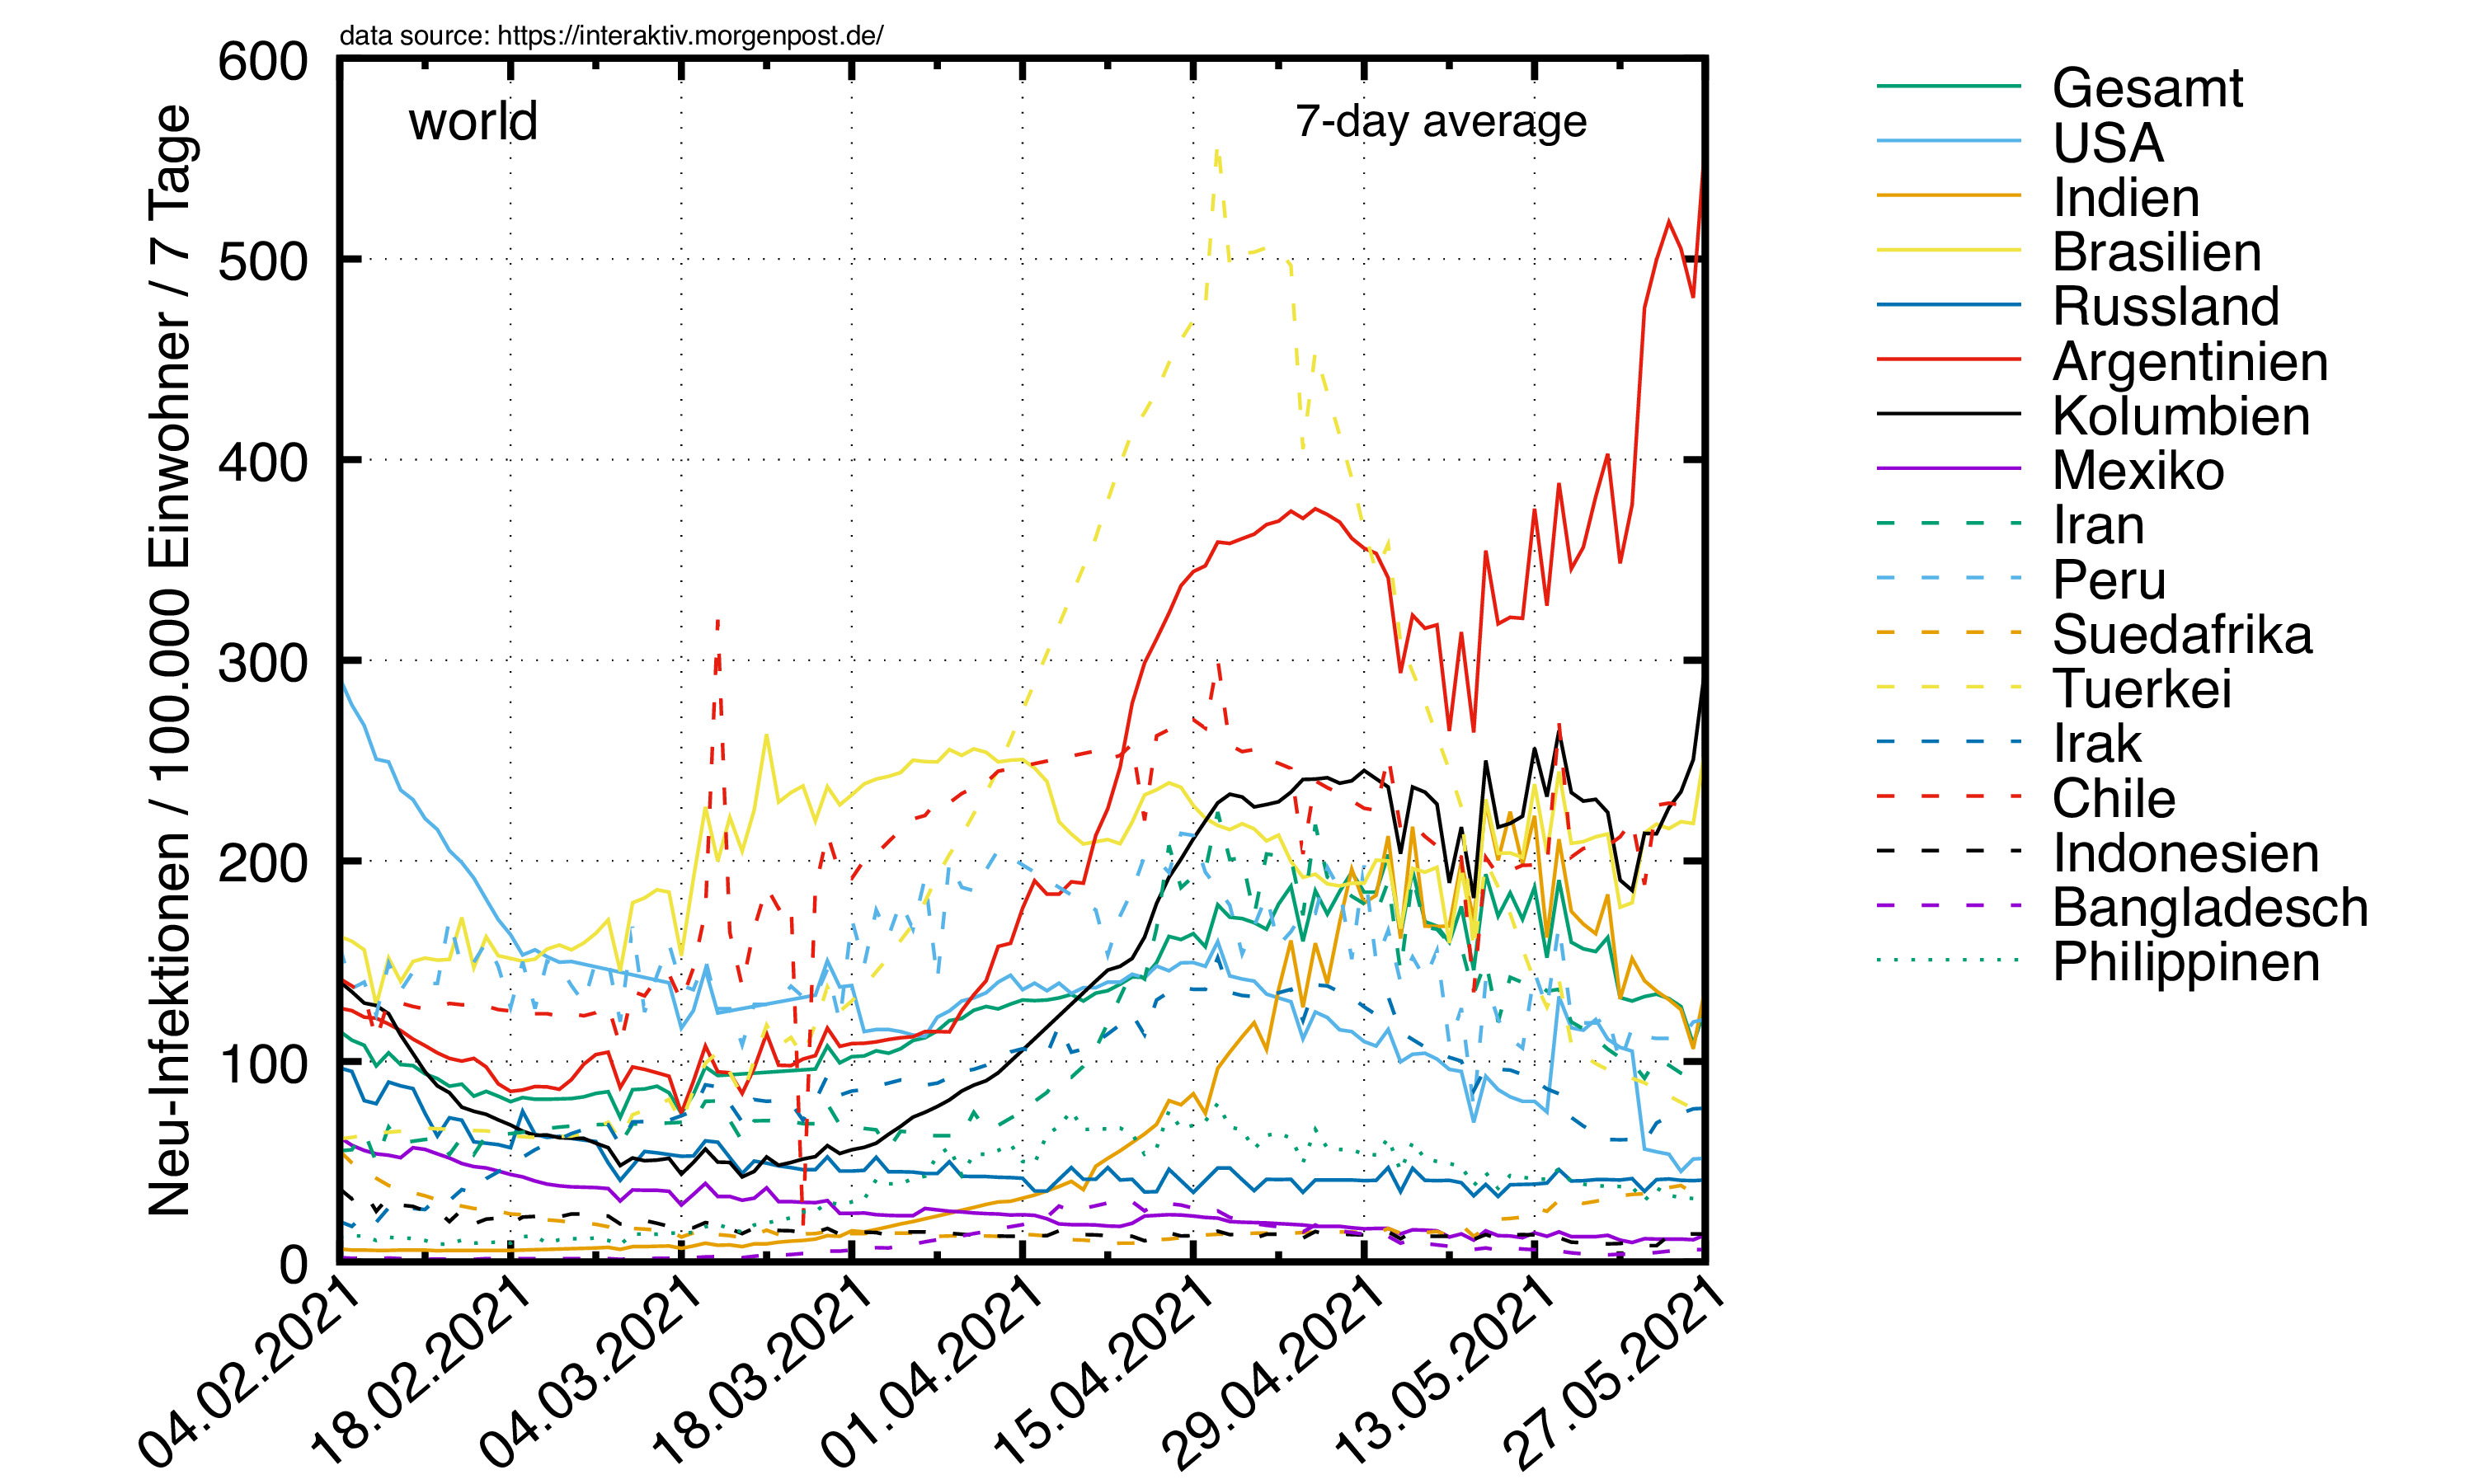 data source: https://interaktiv.morgenpost.de/
world
7-day average
Neu-Infektionen / 100.000 Einwohner / 7 Tage
600
500
400
300
200
100
0
04.02.2021
18.02.2021
04.03.2021
18.03.2021
01.04.2021
15.04.2021
29.04.2021
13.05.2021
27.05.2021
Gesamt
USA
Indien
Brasilien
Russland
Argentinien
Kolumbien
Mexiko
Iran
Peru
Suedafrika
Tuerkei
Irak
Chile
Indonesien
Bangladesch
Philippinen